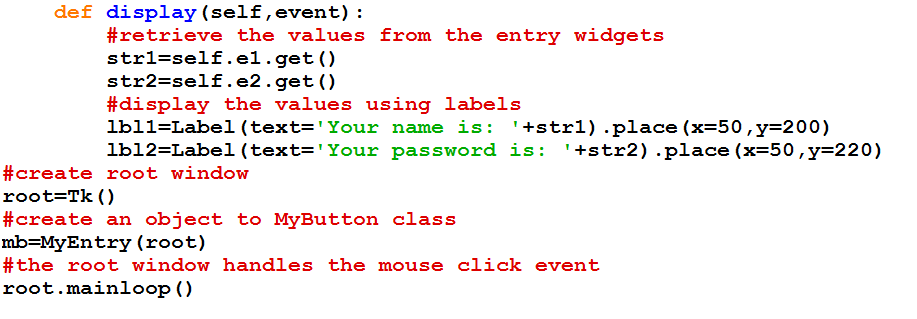 def display(self,event):
#retrieve the values from the entry widgets
str1=self.e1.get()
str2=self.e2.get()
#display the values using labels
lbl1=Label(text='Your name is: '+str1).place(x=50,y=200)
lbl2=Label(text='Your password is: '+str2).place(x=50,y=220)
#create root window
root=Tk()
#create an object to MyButton class
mb=MyEntry(root)
#the root window handles the mouse click event
root.mainloop()